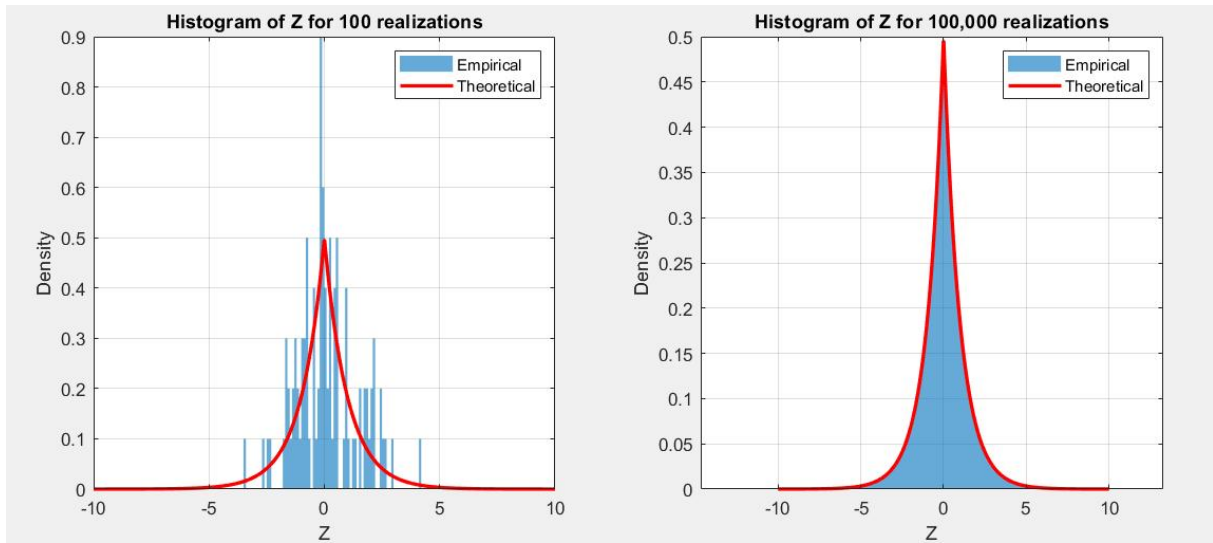 Histogram of Z for 100 realizations
0.9
0.8
0.7
0.6
0.5
0.4
0.3
0.2
0.1
0
Density
-10 -5 0 5 10
Z
Empirical
Theoretical
Histogram of Z for 100,000 realizations
0.5
0.45
0.4
0.35
0.3
0.25
0.2
0.15
0.1
0.05
0
Density
-10 -5 0 5 10
Z
Empirical
Theoretical